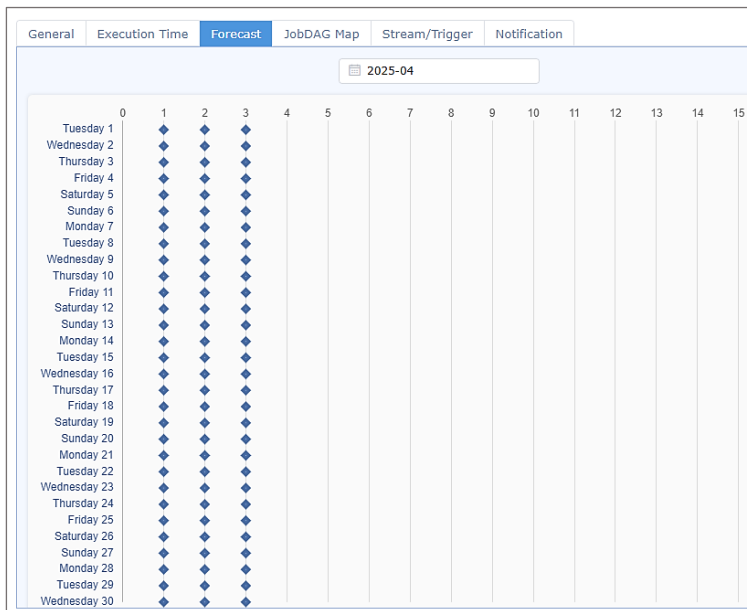 General Execution Time Forecast JobDAG Map Stream/Trigger Notification
2025-04
0 1 2 3 4 5 6 7 8 9 10 11 12 13 14 15
Tuesday 1
Wednesday 2
Thursday 3
Friday 4
Saturday 5
Sunday 6
Monday 7
Tuesday 8
Wednesday 9
Thursday 10
Friday 11
Saturday 12
Sunday 13
Monday 14
Tuesday 15
Wednesday 16
Thursday 17
Friday 18
Saturday 19
Sunday 20
Monday 21
Tuesday 22
Wednesday 23
Thursday 24
Friday 25
Saturday 26
Sunday 27
Monday 28
Tuesday 29
Wednesday 30